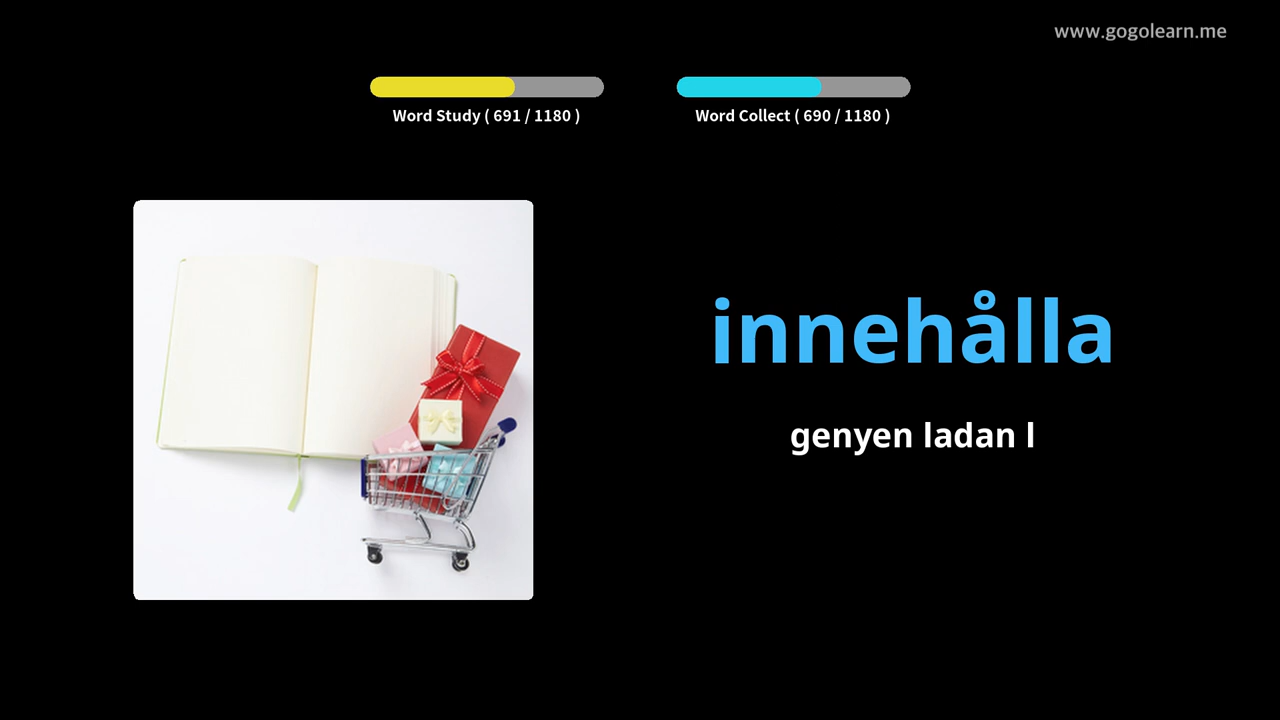 www.gogolearn.me
Word Study ( 691 / 1180 )
Word Collect ( 690 / 1180 )
innehålla
genyen ladan l